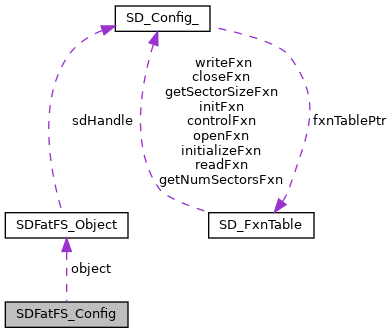 SD_Config_
writeFxn
closeFxn
getSectorSizeFxn
initFxn
controlFxn
openFxn
initializeFxn
readFxn
getNumSectorsFxn
sdHandle
fxnTablePtr
SDFatFS_Object
SD_FxnTable
object
SDFatFS_Config